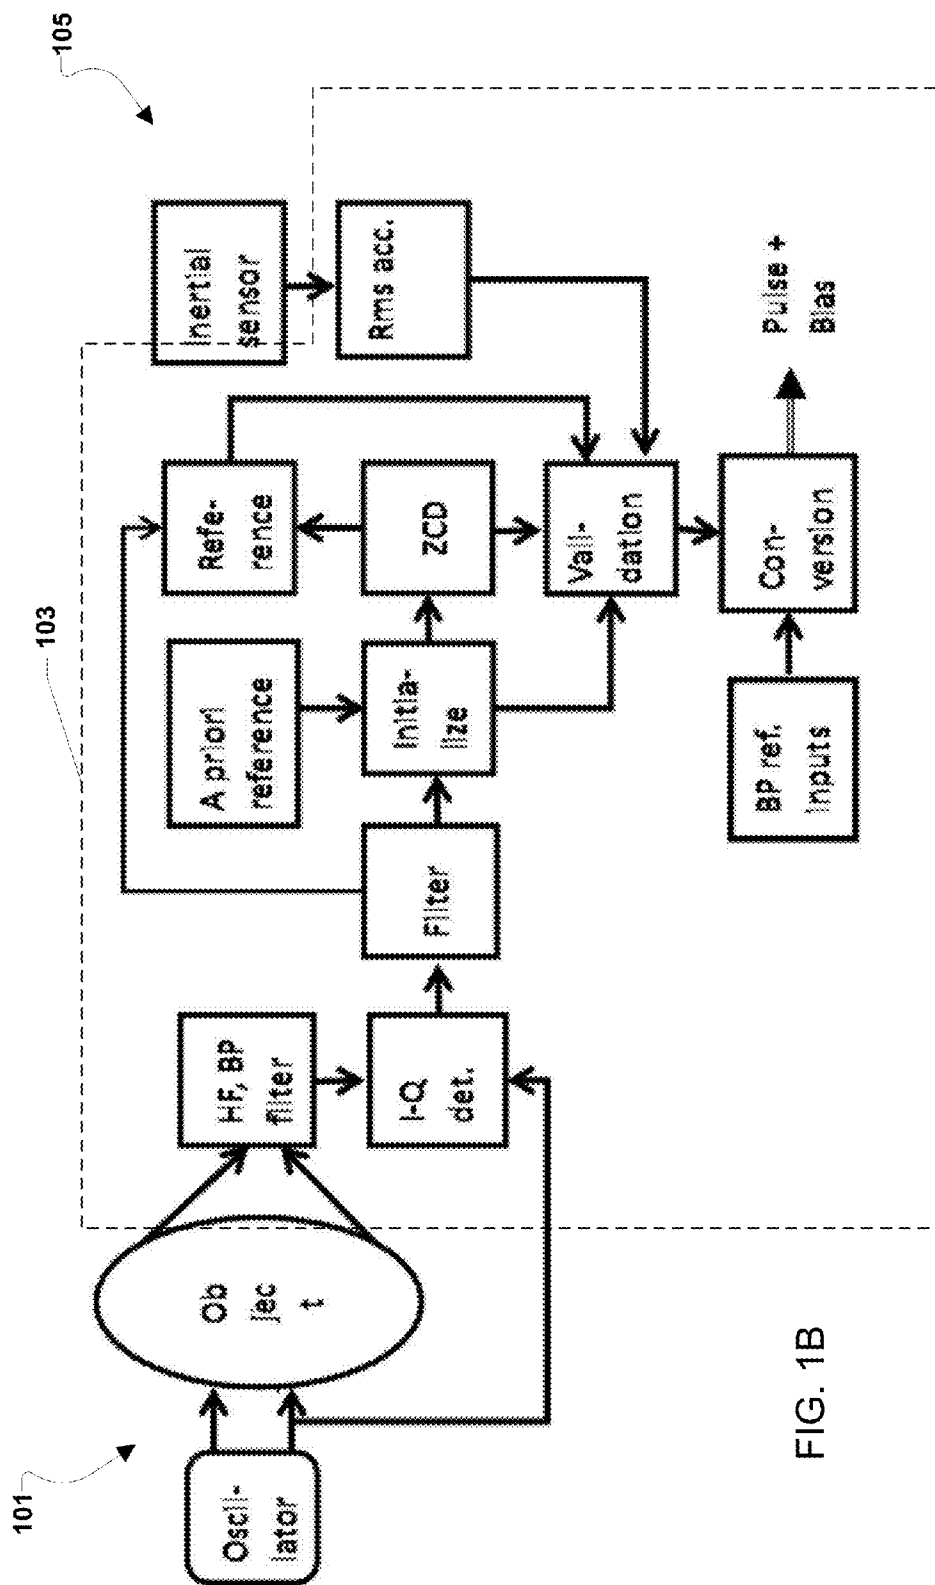 101
103
105
Oscil-
lator
Ob
jec
t
HF, BP
filter
I-Q
det.
Filter
A priori
reference
Initia-
lize
Refe-
rence
ZCD
Vali-
dation
Inertial
sensor
Rms acc.
BP ref.
Inputs
Con-
version
Pulse +
Bias
FIG. 1B